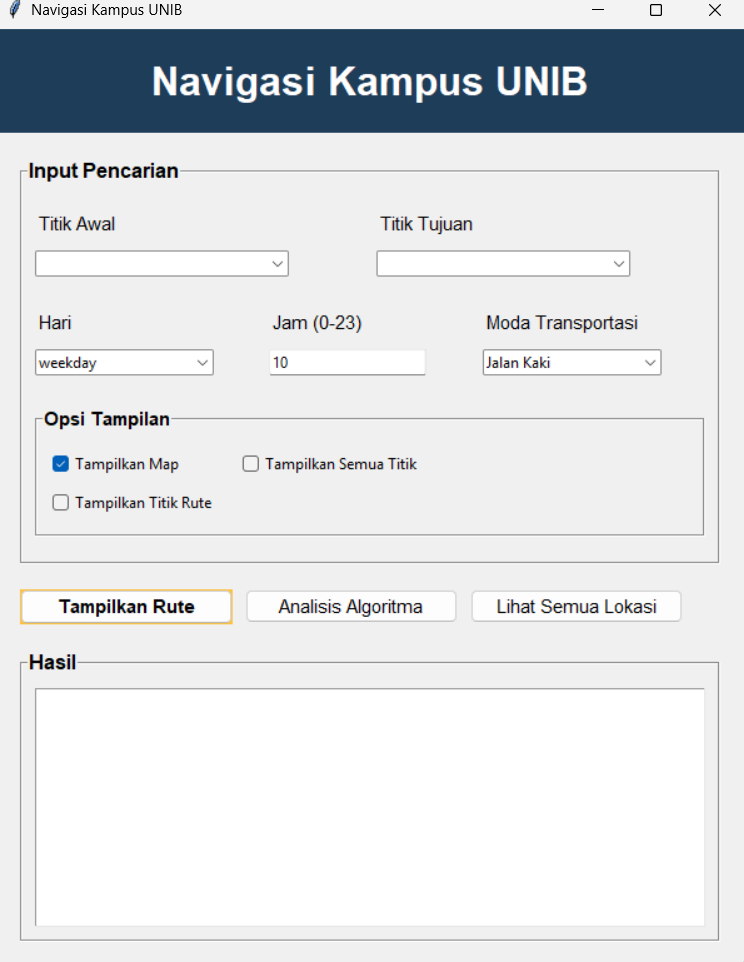 Navigasi Kampus UNIB
Navigasi Kampus UNIB
Input Pencarian
Titik Awal Titik Tujuan
Hari Jam (0-23) Moda Transportasi
weekday 10 Jalan Kaki
Opsi Tampilan
Tampilkan Map Tampilkan Semua Titik
Tampilkan Titik Rute
Tampilkan Rute Analisis Algoritma Lihat Semua Lokasi
Hasil